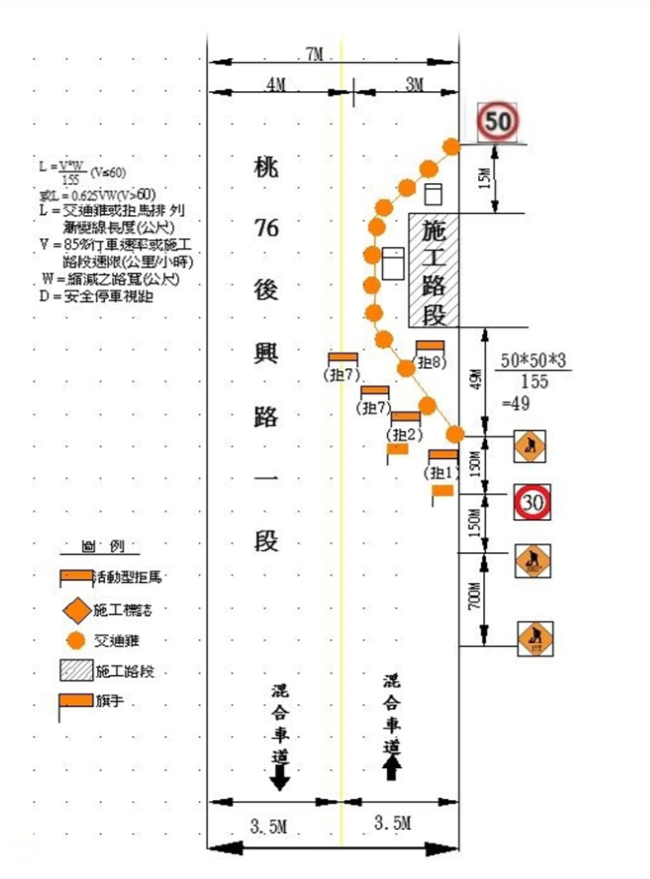 7M
4M
3M
50
15M
L = V*W/155 (V≤60)
或L = 0.625VW(V>60)
L = 交通錐或拒馬排列
漸變線長度(公尺)
V = 85%行車速率或施工
路段速限(公里/小時)
W = 縮減之路寬(公尺)
D = 安全停車視距
桃76後興路一段
施工路段
49M
50*50*3
155
=49
(拒7)
(拒8)
(拒7)
(拒2)
(拒1)
150M
30
150M
700M
圖 例
活動型拒馬
施工標誌
交通錐
施工路段
旗手
混合車道
混合車道
3.5M
3.5M